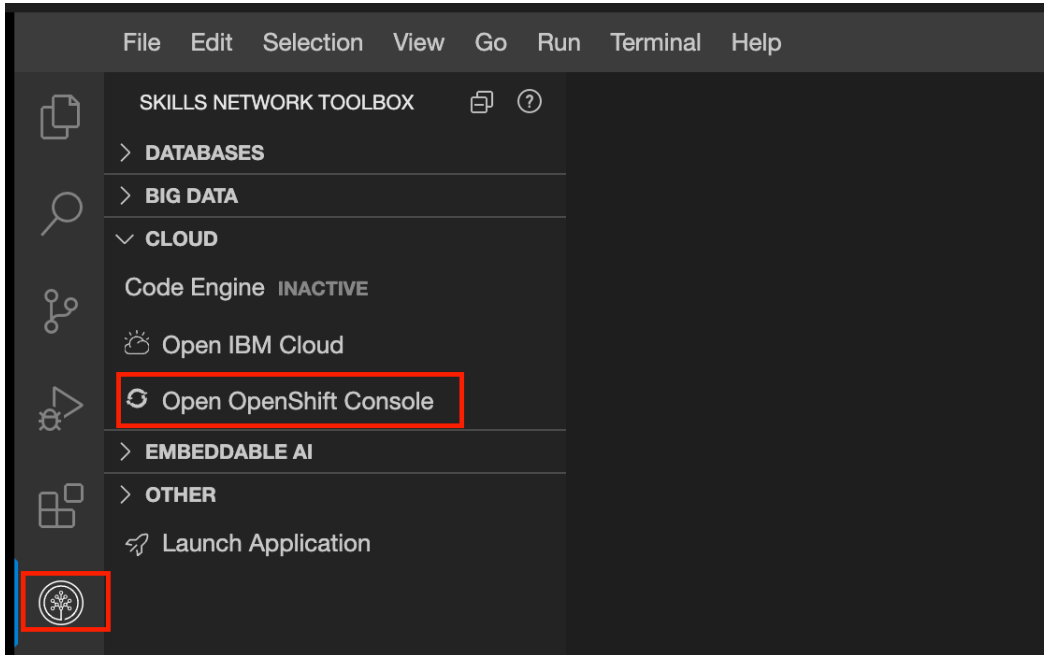 File Edit Selection View Go Run Terminal Help
SKILLS NETWORK TOOLBOX
DATABASES
BIG DATA
CLOUD
Code Engine INACTIVE
Open IBM Cloud
Open OpenShift Console
EMBEDDABLE AI
OTHER
Launch Application